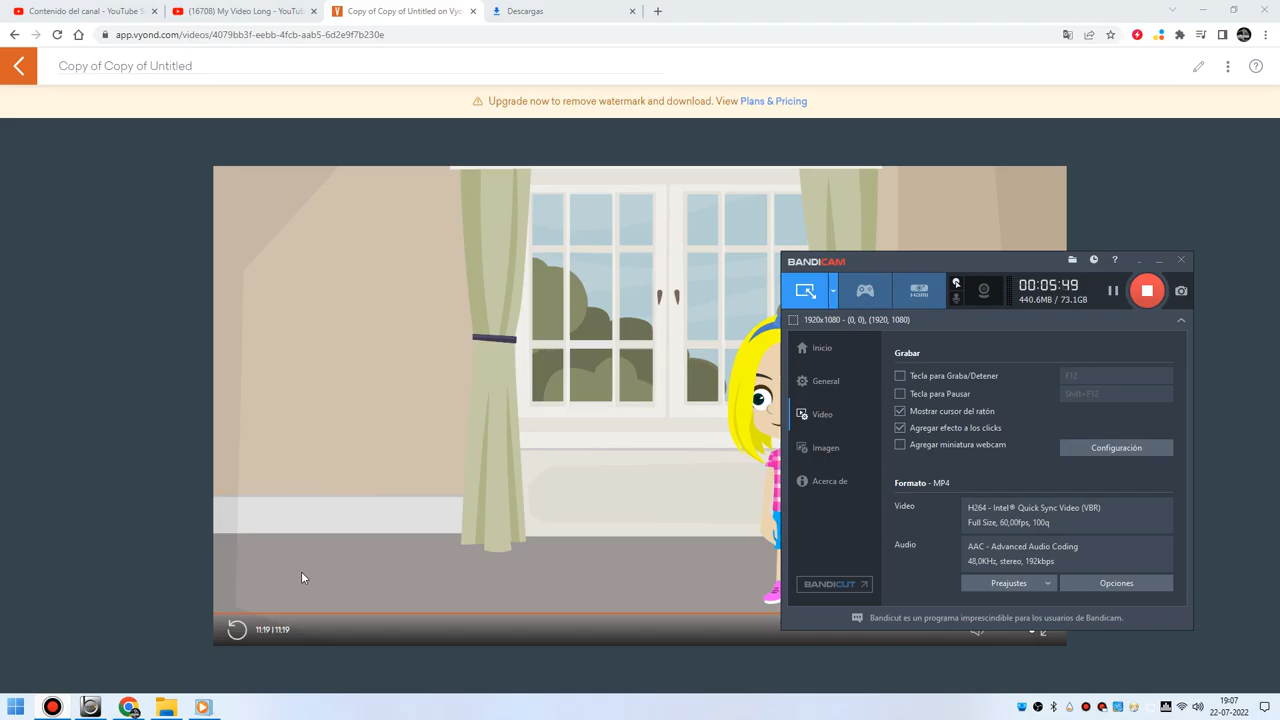 Contenido del canal - YouTube S
(16708) My Video Long - YouTub
Copy of Copy of Untitled on Vyo
Descargas
app.vyond.com/videos/4079bb3f-eebb-4fcb-aab5-6d2e9f7b230e
Copy of Copy of Untitled
Upgrade now to remove watermark and download. View Plans & Pricing
BANDICAM
HDMI
00:05:49
440.6MB / 73.1GB
1920x1080 - (0, 0), (1920, 1080)
Inicio
General
Video
Imagen
Acerca de
BANDICUT
Grabar
Tecla para Graba/Detener
F12
Tecla para Pausar
Shift+F12
Mostrar cursor del ratón
Agregar efecto a los clicks
Agregar miniatura webcam
Configuración
Formato - MP4
Video
H264 - Intel® Quick Sync Video (VBR)
Full Size, 60,00fps, 100q
Audio
AAC - Advanced Audio Coding
48,0KHz, stereo, 192kbps
Preajustes
Opciones
Bandicut es un programa imprescindible para los usuarios de Bandicam.
11:19 | 11:19
19:07
22-07-2022